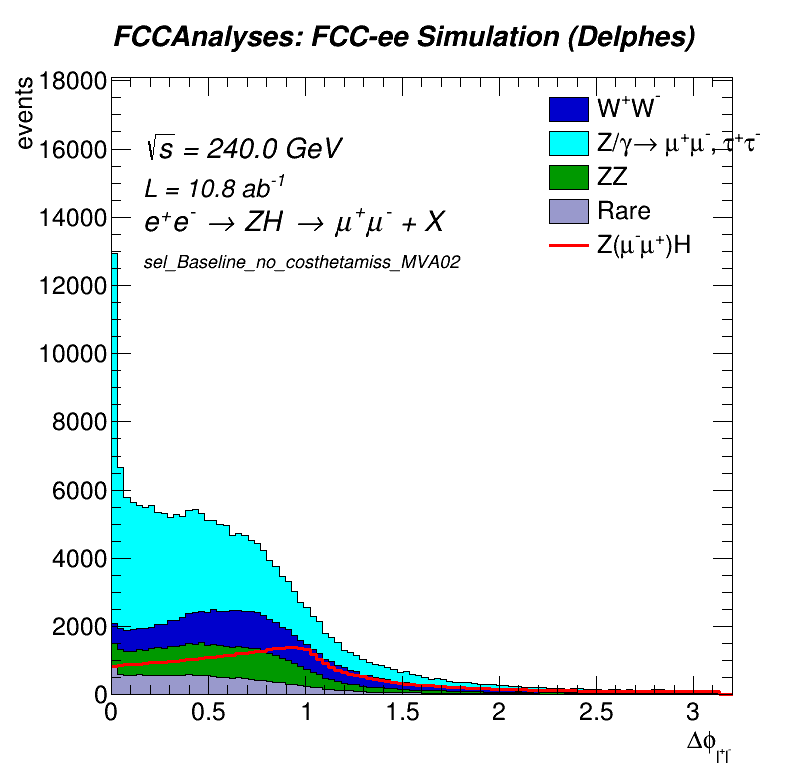 FCCAnalyses: FCC-ee Simulation (Delphes)
events
18000
16000
14000
12000
10000
8000
6000
4000
2000
0
√s = 240.0 GeV
L = 10.8 ab⁻¹
e⁺e⁻ → ZH → μ⁺μ⁻ + X
sel_Baseline_no_costhetamiss_MVA02
W⁺W⁻
Z/γ→ μ⁺μ⁻, τ⁺τ⁻
ZZ
Rare
Z(μ⁻μ⁺)H
0 0.5 1 1.5 2 2.5 3
Δϕ l⁺l⁻